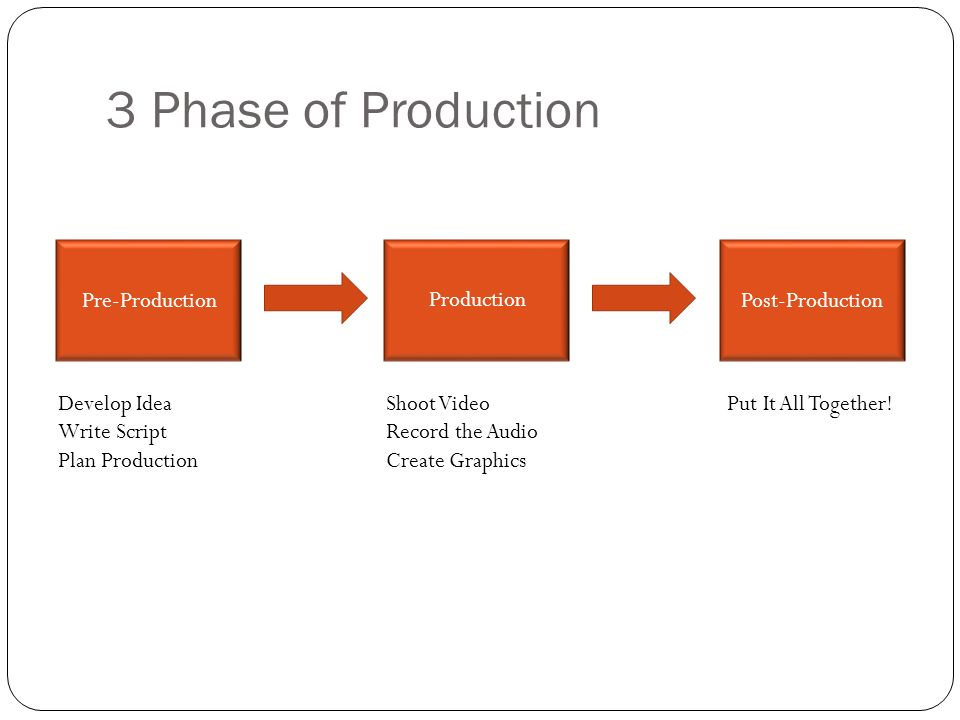 3 Phase of Production
Pre-Production
Production
Post-Production
Develop Idea
Write Script
Plan Production
Shoot Video
Record the Audio
Create Graphics
Put It All Together!